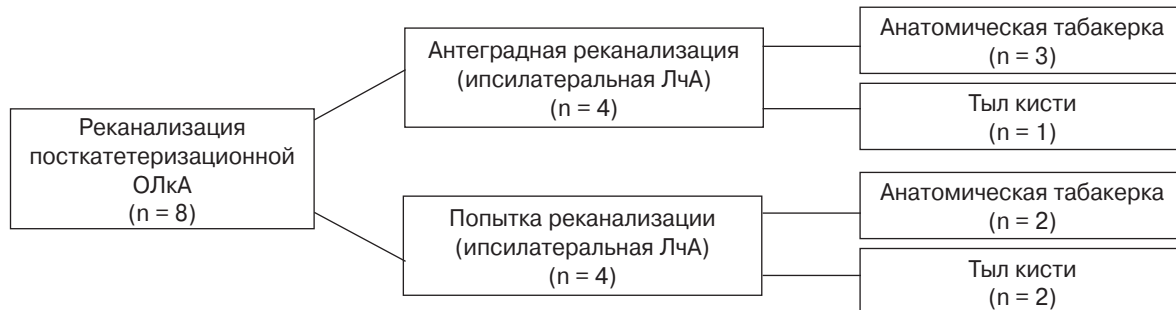 Реканализация
посткатетеризационной
ОЛкА
(n = 8)
Антеградная реканализация
(ипсилатеральная ЛчА)
(n = 4)
Анатомическая табакерка
(n = 3)
Тыл кисти
(n = 1)
Попытка реканализации
(ипсилатеральная ЛчА)
(n = 4)
Анатомическая табакерка
(n = 2)
Тыл кисти
(n = 2)